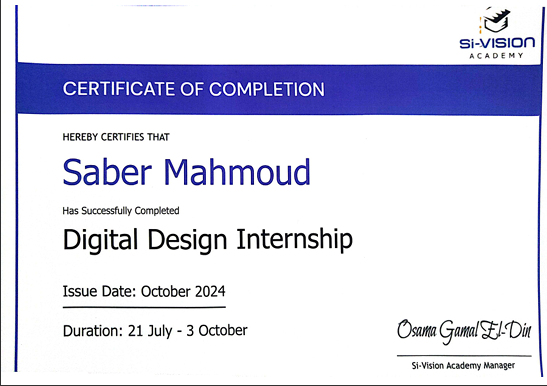 Si-VISION
ACADEMY
CERTIFICATE OF COMPLETION
HEREBY CERTIFIES THAT
Saber Mahmoud
Has Successfully Completed
Digital Design Internship
Issue Date: October 2024
Duration: 21 July - 3 October
Osama Gamal El-Din
Si-Vision Academy Manager